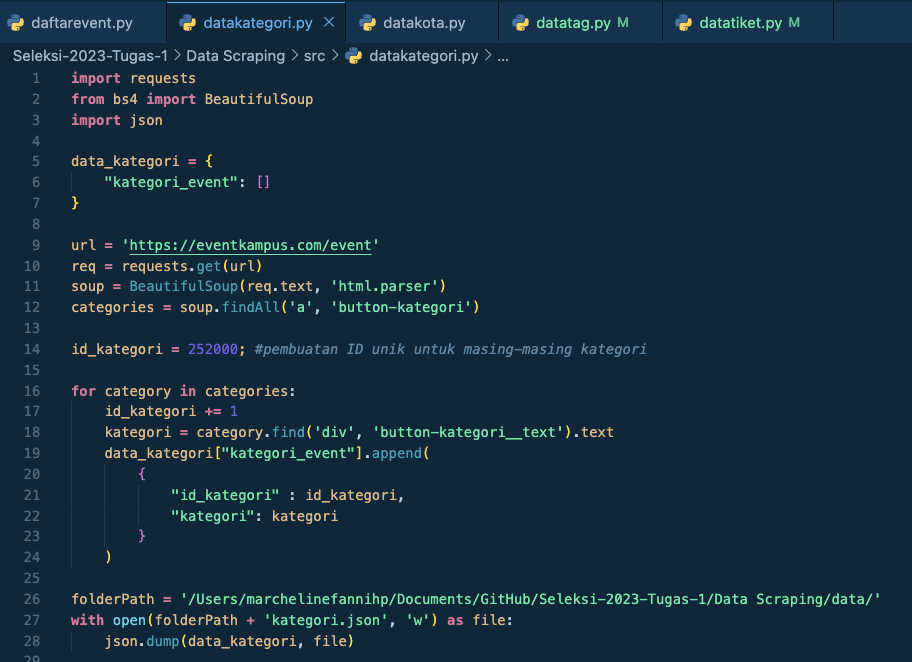 daftarevent.py datakategori.py × datakota.py datatag.py M datatiket.py M
Seleksi-2023-Tugas-1 > Data Scraping > src > datakategori.py > ...
1 import requests
2 from bs4 import BeautifulSoup
3 import json
4
5 data_kategori = {
6     "kategori_event": []
7 }
8
9 url = 'https://eventkampus.com/event'
10 req = requests.get(url)
11 soup = BeautifulSoup(req.text, 'html.parser')
12 categories = soup.findAll('a', 'button-kategori')
13
14 id_kategori = 252000; #pembuatan ID unik untuk masing-masing kategori
15
16 for category in categories:
17     id_kategori += 1
18     kategori = category.find('div', 'button-kategori__text').text
19     data_kategori["kategori_event"].append(
20         {
21             "id_kategori" : id_kategori,
22             "kategori": kategori
23         }
24     )
25
26 folderPath = '/Users/marchelinefannihp/Documents/GitHub/Seleksi-2023-Tugas-1/Data Scraping/data/'
27 with open(folderPath + 'kategori.json', 'w') as file:
28     json.dump(data_kategori, file)
29